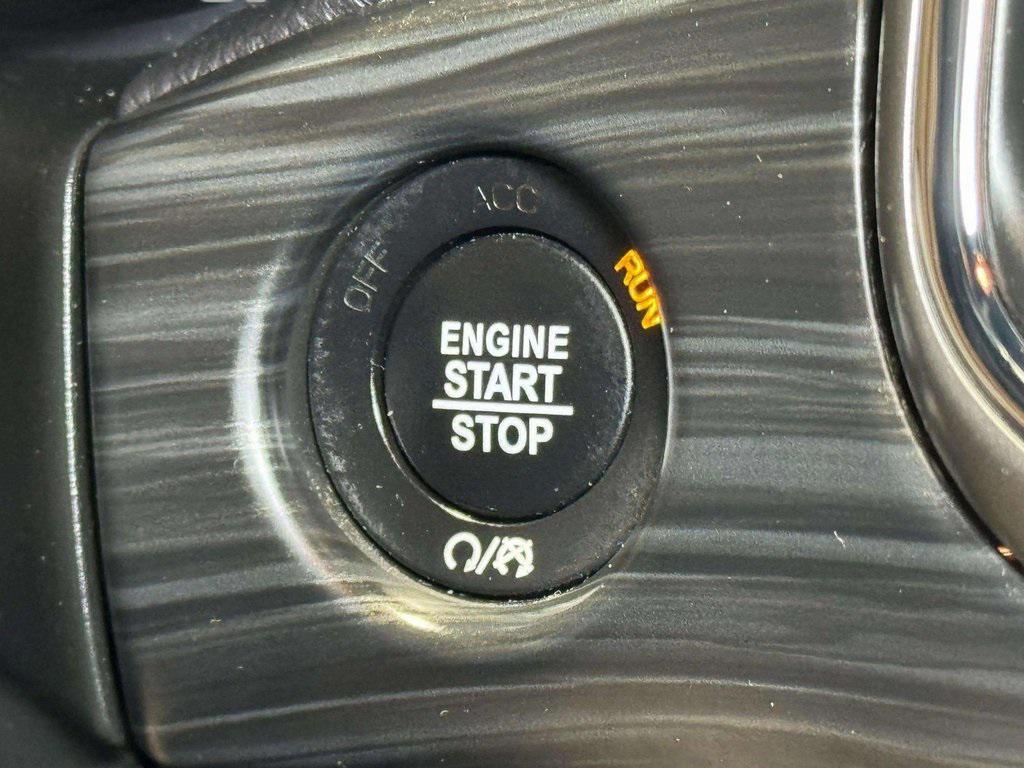 ACC
OFF
RUN
ENGINE
START
STOP